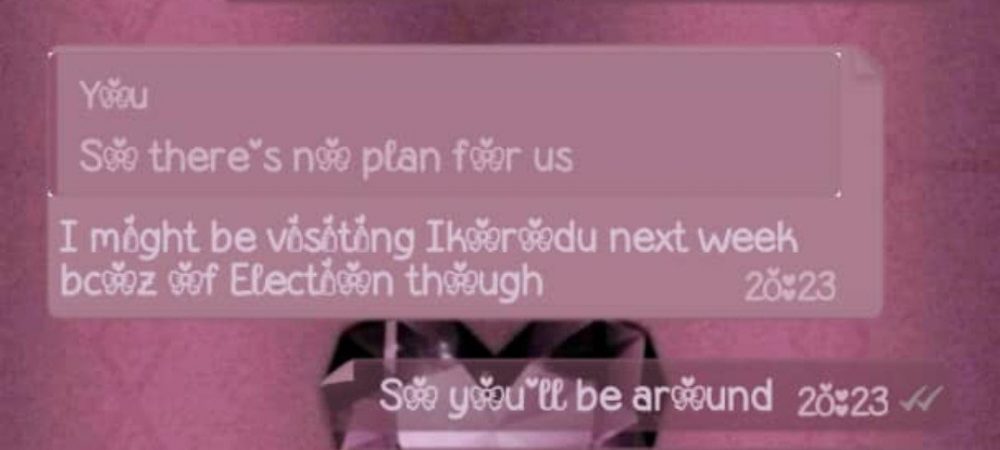 You
So there's no plan for us
I might be visiting Ikorodu next week
bcoz of Election though
20:23
So you'll be around 20:23